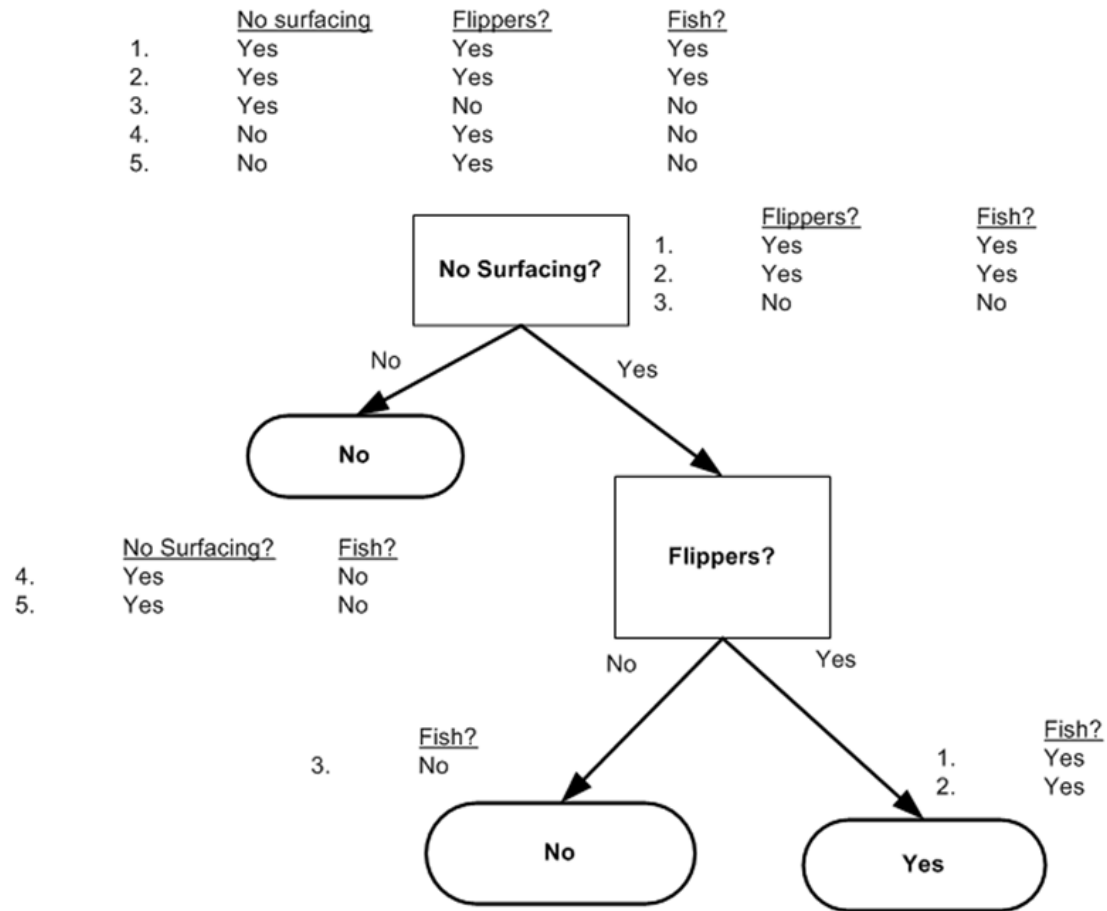 No surfacing Flippers? Fish?
1. Yes Yes Yes
2. Yes Yes Yes
3. Yes No No
4. No Yes No
5. No Yes No
Flippers? Fish?
1. Yes Yes
2. Yes Yes
3. No No
No Surfacing?
No
Yes
No
Flippers?
No Surfacing? Fish?
4. Yes No
5. Yes No
No
Yes
Fish?
3. No
Fish?
1. Yes
2. Yes
No
Yes